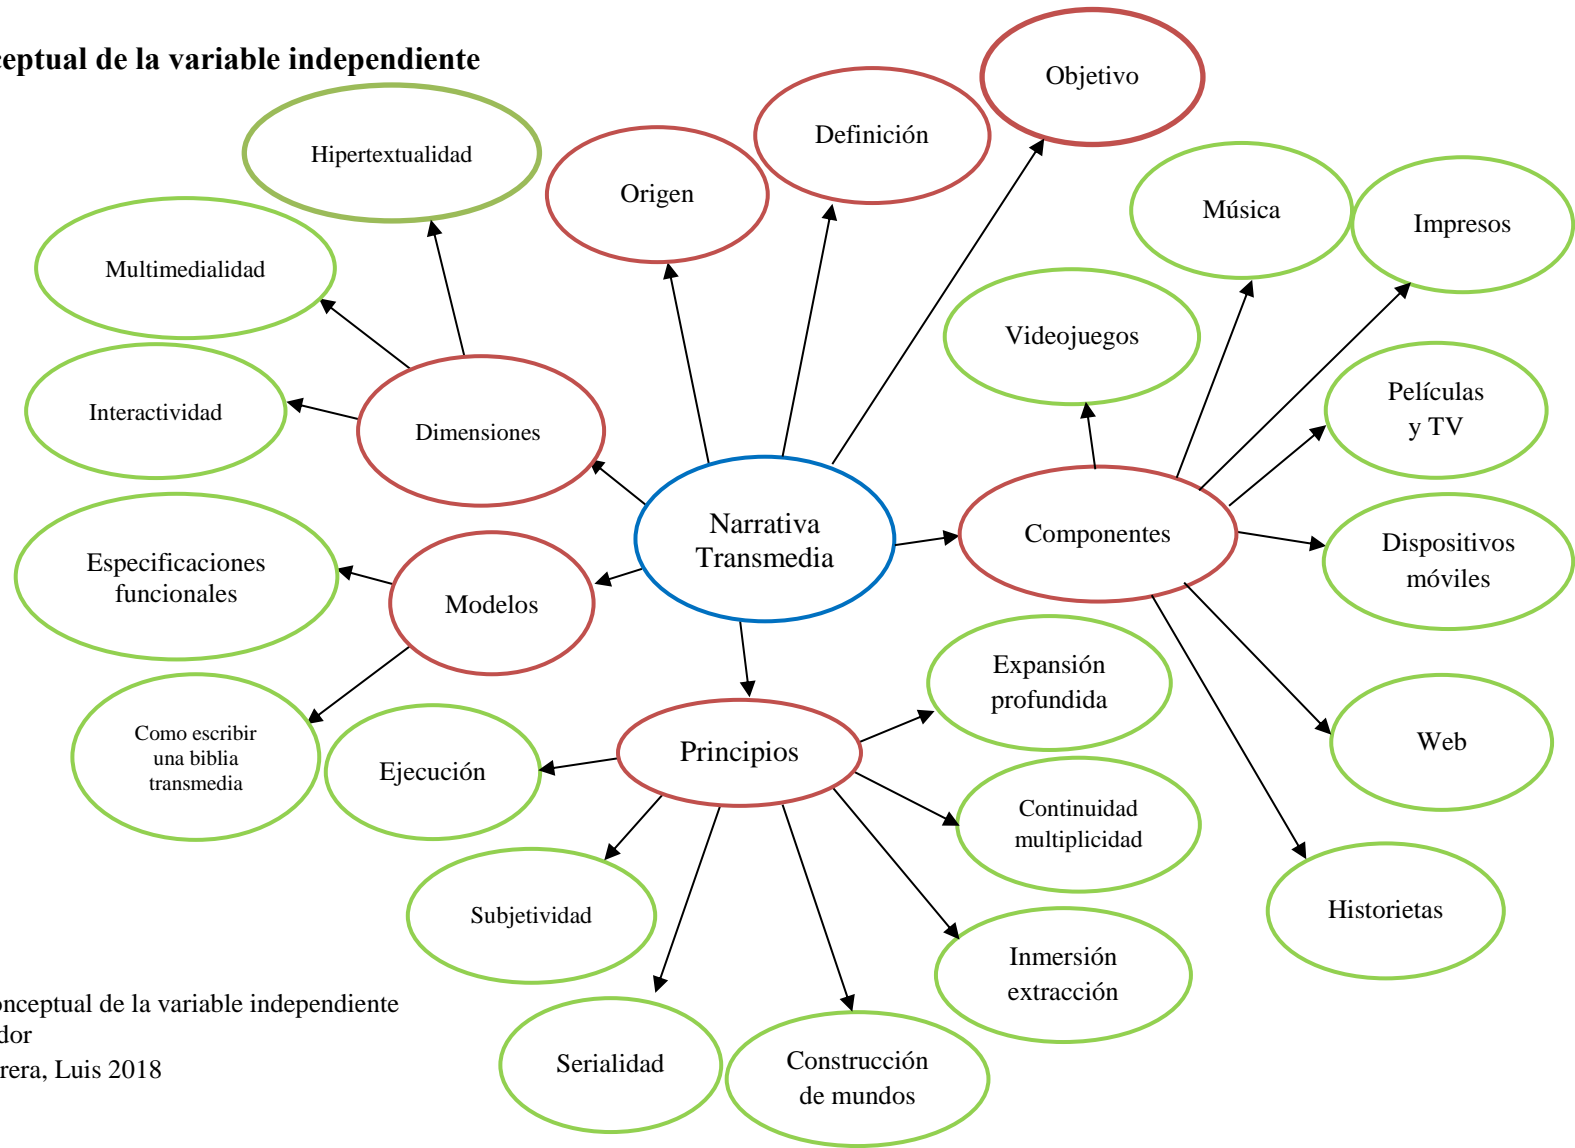 ceptual de la variable independiente
Objetivo
Definición
Hipertextualidad
Origen
Música
Impresos
Multimedialidad
Videojuegos
Películas
y TV
Interactividad
Dimensiones
Narrativa
Transmedia
Componentes
Dispositivos
móviles
Especificaciones
funcionales
Modelos
Expansión
profundida
Como escribir
una biblia
transmedia
Ejecución
Principios
Web
Continuidad
multiplicidad
Subjetividad
Historietas
Inmersión
extracción
Serialidad
Construcción
de mundos
onceptual de la variable independiente
dor
rera, Luis 2018